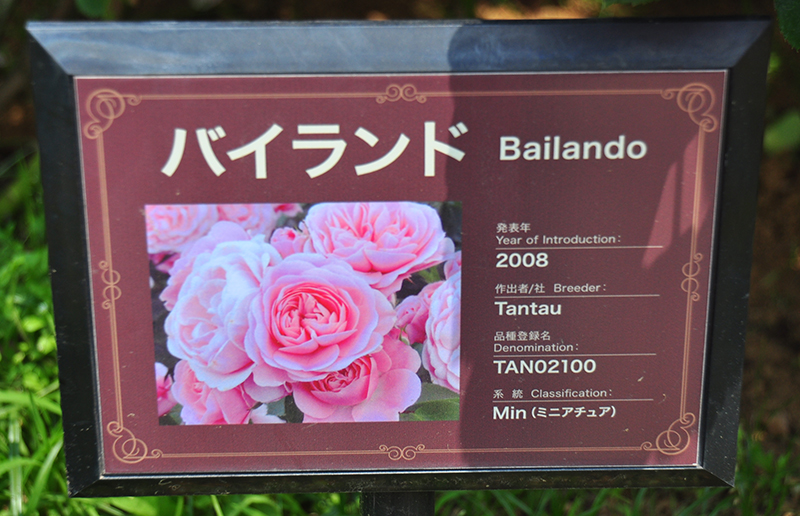 バイランド Bailando
発表年
Year of Introduction:
2008
作出者/社 Breeder:
Tantau
品種登録名
Denomination:
TAN02100
系 統 Classification:
Min (ミニアチュア)